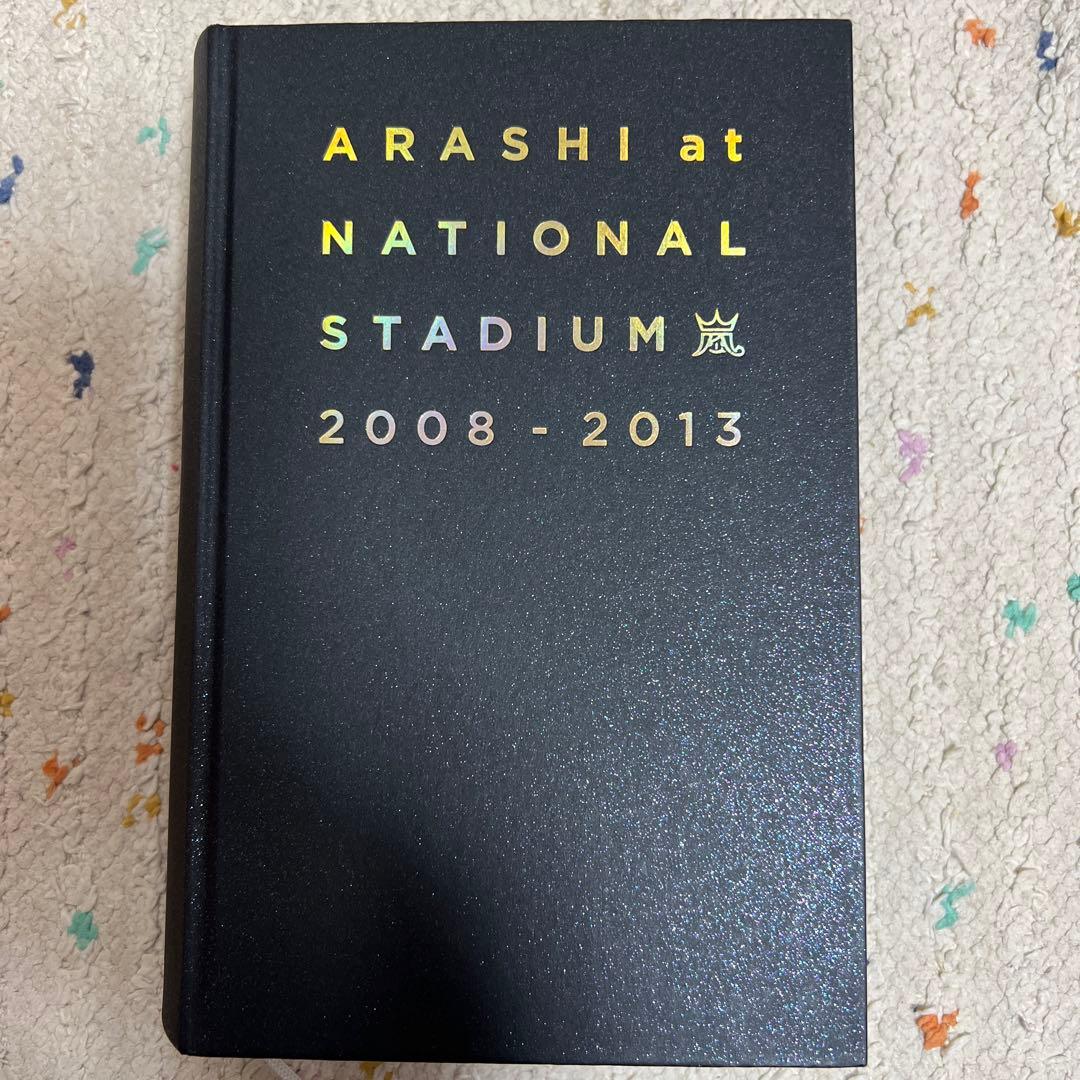 ARASHI at
NATIONAL
STADIUM 嵐
2008 - 2013